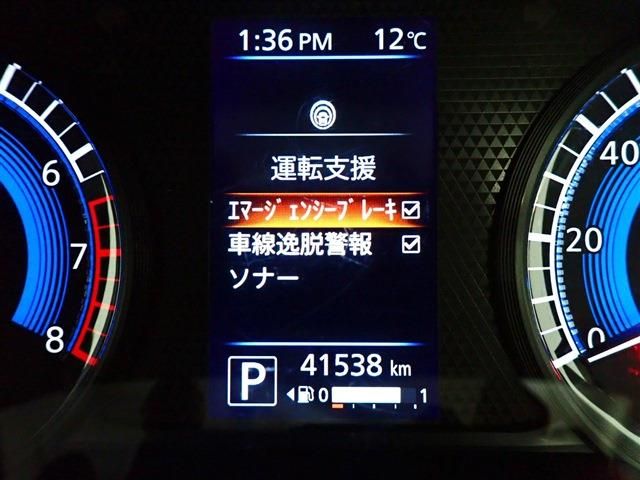 1:36 PM 12℃
運転支援
ｴﾏｰｼﾞｪﾝｼｰﾌﾞﾚｰｷ
車線逸脱警報
ソナー
6
7
8
40
20
0
P
41538 km
0 1